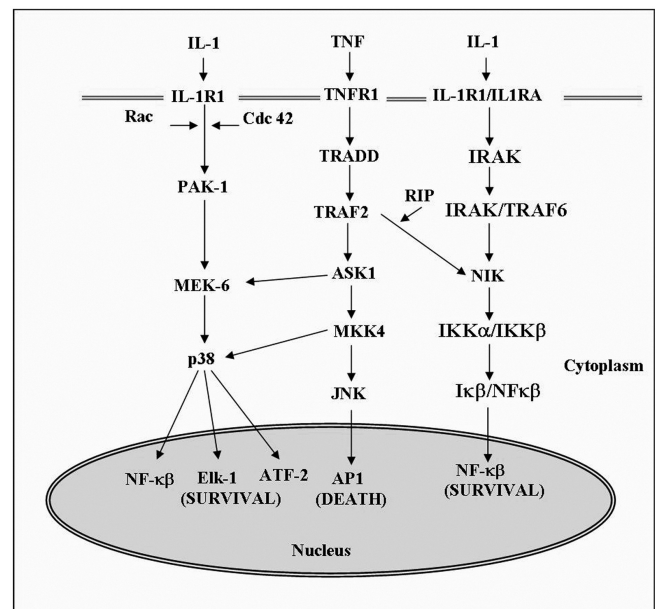 IL-1
TNF
IL-1
IL-1R1
TNFR1
IL-1R1/IL1RA
Rac
Cdc 42
TRADD
IRAK
PAK-1
RIP
TRAF2
IRAK/TRAF6
MEK-6
ASK1
NIK
MKK4
IKKα/IKKβ
p38
Cytoplasm
JNK
Iκβ/NFκβ
NF-κβ
Elk-1
(SURVIVAL)
ATF-2
AP1
(DEATH)
NF-κβ
(SURVIVAL)
Nucleus